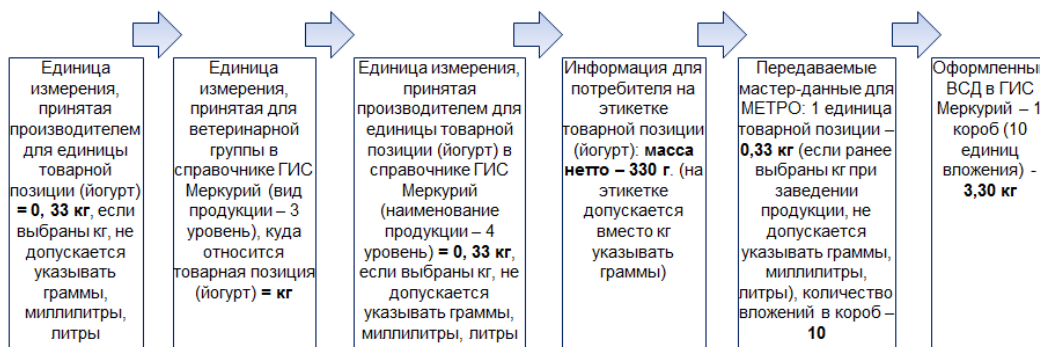 Единица
измерения,
принятая
производителем
для единицы
товарной
позиции (йогурт)
= 0, 33 кг, если
выбраны кг, не
допускается
указывать
граммы,
миллилитры,
литры
Единица
измерения,
принятая для
ветеринарной
группы в
справочнике ГИС
Меркурий (вид
продукции – 3
уровень), куда
относится
товарная позиция
(йогурт) = кг
Единица измерения,
принятая
производителем для
единицы товарной
позиции (йогурт) в
справочнике ГИС
Меркурий
(наименование
продукции – 4
уровень) = 0, 33 кг,
если выбраны кг, не
допускается
указывать граммы,
миллилитры, литры
Информация для
потребителя на
этикетке
товарной позиции
(йогурт): масса
нетто – 330 г. (на
этикетке
допускается
вместо кг
указывать
граммы)
Передаваемые
мастер-данные для
МЕТРО: 1 единица
товарной позиции –
0,33 кг (если ранее
выбраны кг при
заведении
продукции, не
допускается
указывать граммы,
миллилитры,
литры), количество
вложений в короб –
10
Оформленный
ВСД в ГИС
Меркурий – 1
короб (10
единиц
вложения) -
3,30 кг